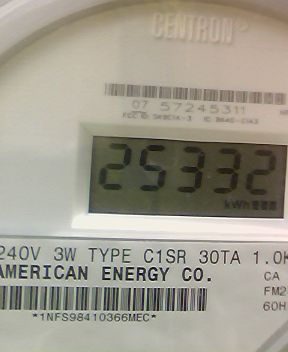 CENTRON®
07 57245311
25332
kWh
240V 3W TYPE C1SR 30TA 1.0K
AMERICAN ENERGY CO.
CA
FM2
60H
*1NFS98410366MEC*